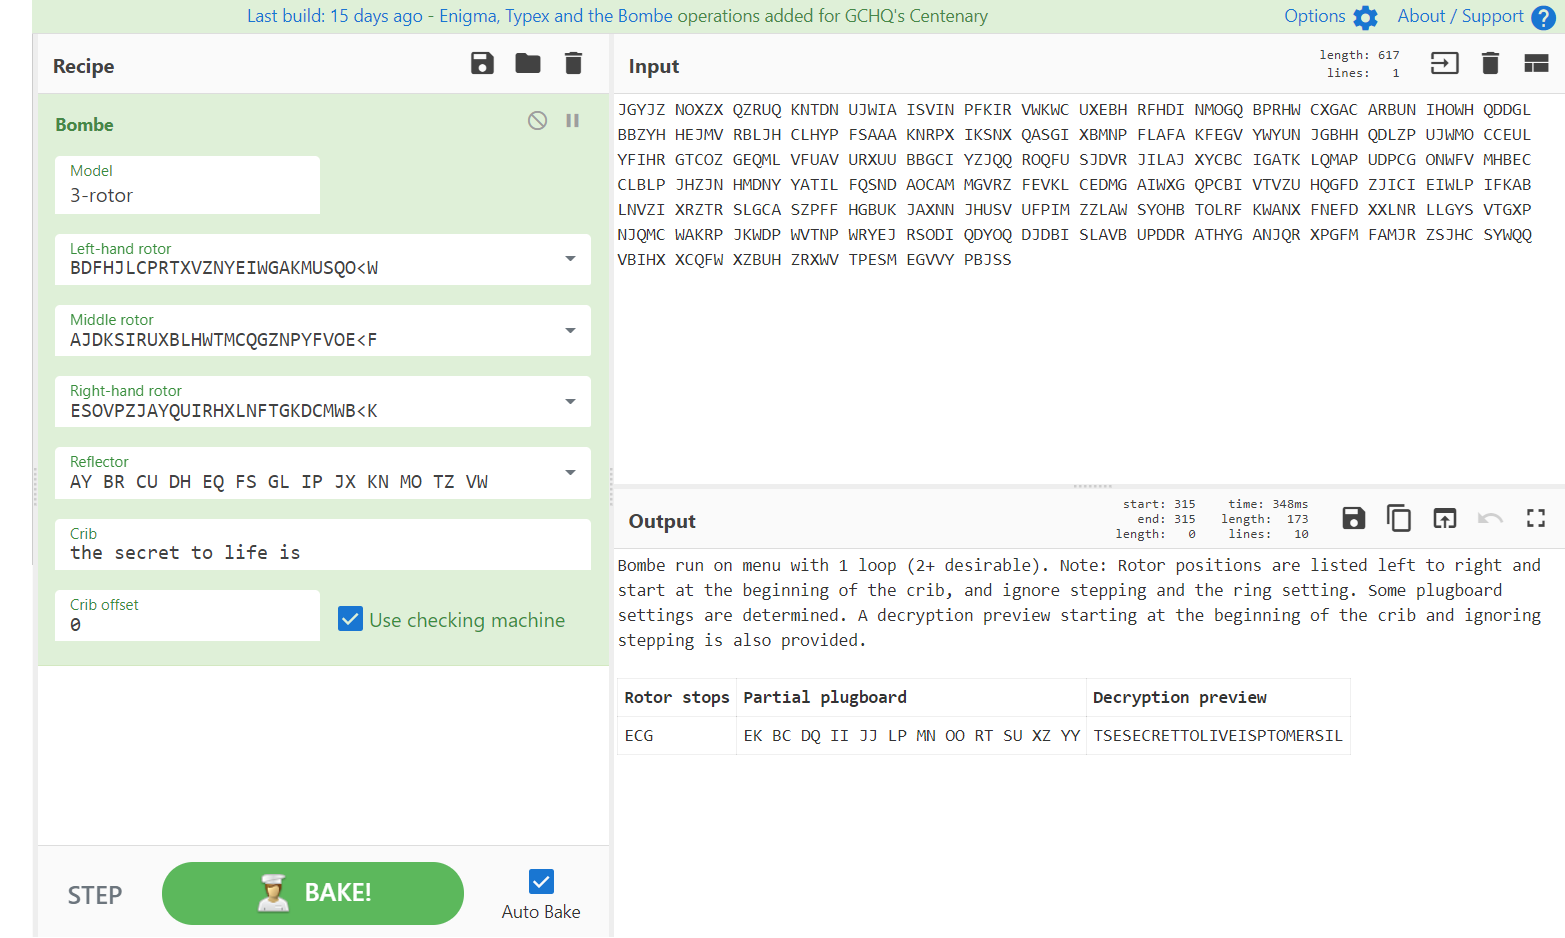 Last build: 15 days ago - Enigma, Typex and the Bombe operations added for GCHQ's Centenary
Options
About / Support
Recipe
Bombe
Model
3-rotor
Left-hand rotor
BDFHJLCPRTXVZNYEIWGAKMUSQO<W
Middle rotor
AJDKSIRUXBLHWTMCQGZNPYFVOE<F
Right-hand rotor
ESOVPZJAYQUIRHXLNFTGKDCMWB<K
Reflector
AY BR CU DH EQ FS GL IP JX KN MO TZ VW
Crib
the secret to life is
Crib offset
0
Use checking machine
STEP
BAKE!
Auto Bake
Input
length: 617
lines: 1
JGYJZ NOXZX QZRUQ KNTDN UJWIA ISVIN PFKIR VWKWC UXEBH RFHDI NMOGQ BPRHW CXGAC ARBUN IHOWH QDDGL
BBZYH HEJMV RBLJH CLHYP FSAAA KNRPX IKSNX QASGI XBMNP FLAFA KFEGV YWYUN JGBHH QDLZP UJWMO CCEUL
YFIHR GTCOZ GEQML VFUAV URXUU BBGCI YZJQQ ROQFU SJDVR JILAJ XYCBC IGATK LQMAP UDPCG ONWFV MHBEC
CLBLP JHZJN HMDNY YATIL FQSND AOCAM MGVRZ FEVKL CEDMG AIWXG QPCBI VTVZU HQGFD ZJICI EIWLP IFKAB
LNVZI XRZTR SLGCA SZPFF HGBUK JAXNN JHUSV UFPIM ZZLAW SYOHB TOLRF KWANX FNEFD XXLNR LLGYS VTGXP
NJQMC WAKRP JKWDP WVTNP WRYEJ RSODI QDYOQ DJDBI SLAVB UPDDR ATHYG ANJQR XPGFM FAMJR ZSJHC SYWQQ
VBIHX XCQFW XZBUH ZRXWV TPESM EGVVY PBJSS
Output
start: 315
end: 315
length: 0
time: 348ms
length: 173
lines: 10
Bombe run on menu with 1 loop (2+ desirable). Note: Rotor positions are listed left to right and
start at the beginning of the crib, and ignore stepping and the ring setting. Some plugboard
settings are determined. A decryption preview starting at the beginning of the crib and ignoring
stepping is also provided.
Rotor stops Partial plugboard Decryption preview
ECG EK BC DQ II JJ LP MN OO RT SU XZ YY TSESECRETTOLIVEISPTOMERSIL